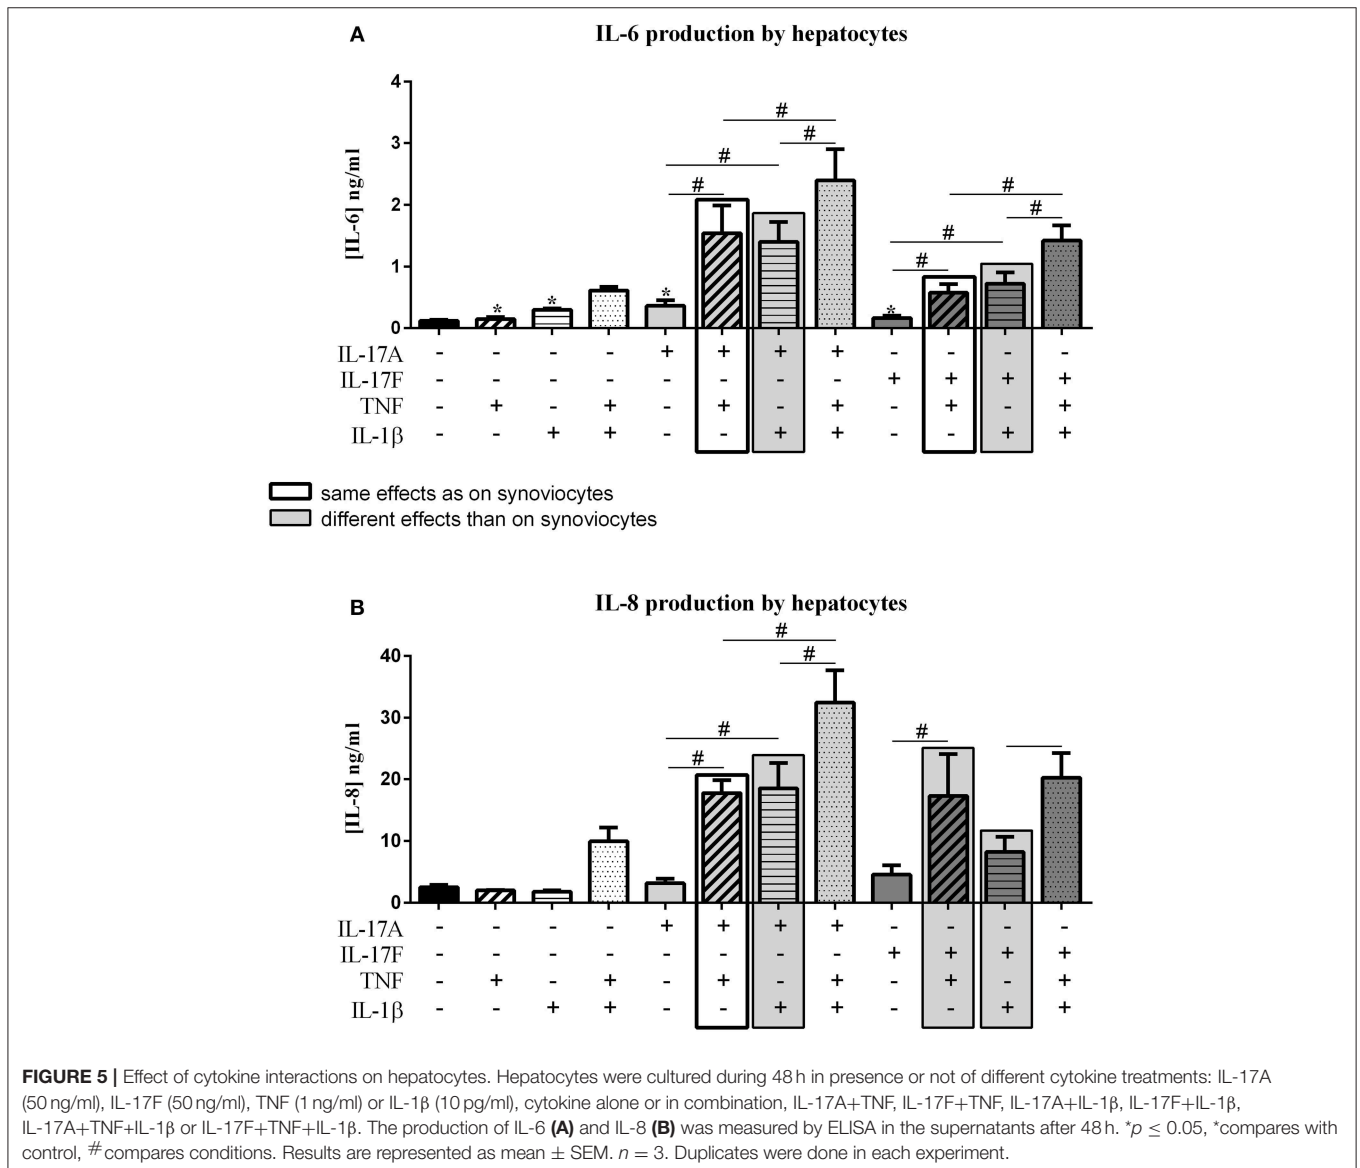 A
IL-6 production by hepatocytes
[IL-6] ng/ml
4
3
2
1
0
# # # # # # # #
* * * *
IL-17A - - - - + + + + - - - -
IL-17F - - - - - - - - + + + +
TNF - + - + - + - + - + - +
IL-1β - - + + - - + + - - + +
same effects as on synoviocytes
different effects than on synoviocytes
B
IL-8 production by hepatocytes
[IL-8] ng/ml
40
30
20
10
0
# # # # #
IL-17A - - - - + + + + - - - -
IL-17F - - - - - - - - + + + +
TNF - + - + - + - + - + - +
IL-1β - - + + - - + + - - + +
FIGURE 5 | Effect of cytokine interactions on hepatocytes. Hepatocytes were cultured during 48 h in presence or not of different cytokine treatments: IL-17A
(50 ng/ml), IL-17F (50 ng/ml), TNF (1 ng/ml) or IL-1β (10 pg/ml), cytokine alone or in combination, IL-17A+TNF, IL-17F+TNF, IL-17A+IL-1β, IL-17F+IL-1β,
IL-17A+TNF+IL-1β or IL-17F+TNF+IL-1β. The production of IL-6 (A) and IL-8 (B) was measured by ELISA in the supernatants after 48 h. *p ≤ 0.05, *compares with
control, #compares conditions. Results are represented as mean ± SEM. n = 3. Duplicates were done in each experiment.